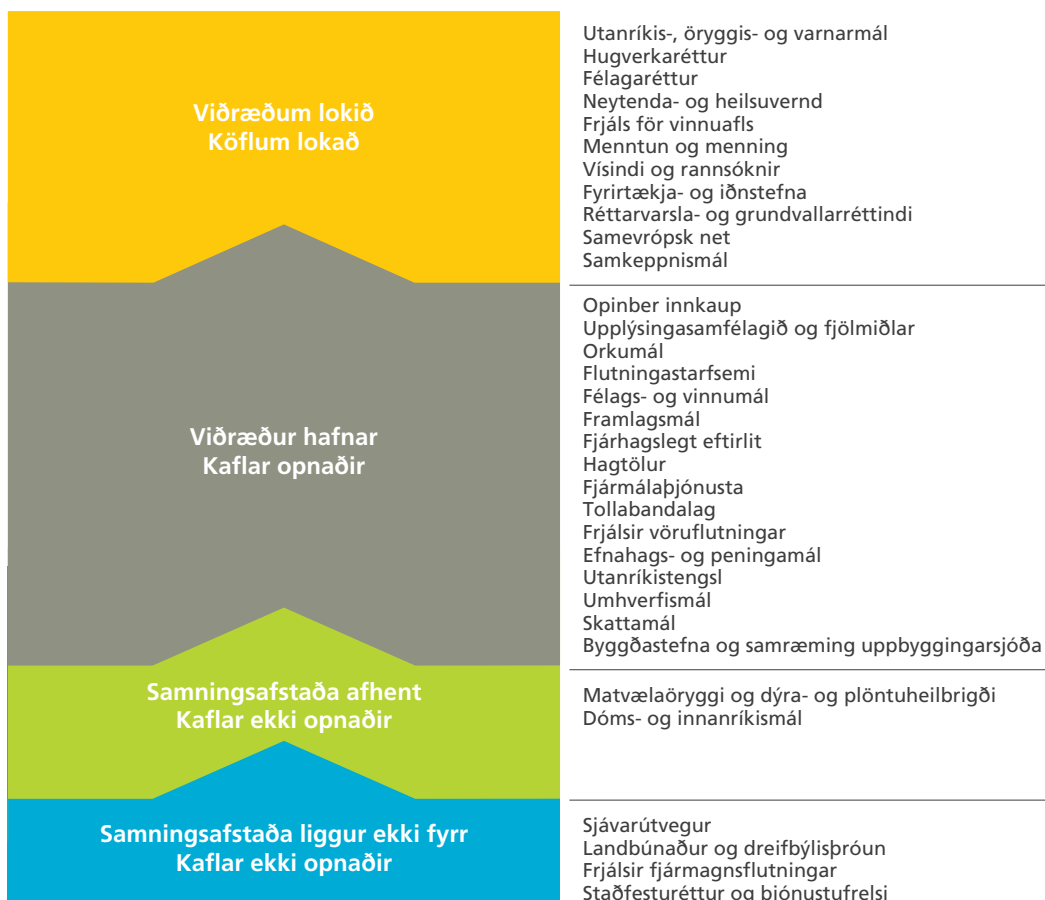 Viðræðum lokið
Köflum lokað
Utanríkis-, öryggis- og varnarmál
Hugverkaréttur
Félagaréttur
Neytenda- og heilsuvernd
Frjáls för vinnuafls
Menntun og menning
Vísindi og rannsóknir
Fyrirtækja- og iðnstefna
Réttarvarsla- og grundvallarréttindi
Samevrópsk net
Samkeppnismál
Viðræður hafnar
Kaflar opnaðir
Opinber innkaup
Upplýsingasamfélagið og fjölmiðlar
Orkumál
Flutningastarfsemi
Félags- og vinnumál
Framlagsmál
Fjárhagslegt eftirlit
Hagtölur
Fjármálaþjónusta
Tollabandalag
Frjálsir vöruflutningar
Efnahags- og peningamál
Utanríkistengsl
Umhverfismál
Skattamál
Byggðastefna og samræming uppbyggingarsjóða
Samningsafstaða afhent
Kaflar ekki opnaðir
Matvælaöryggi og dýra- og plöntuheilbrigði
Dóms- og innanríkismál
Samningsafstaða liggur ekki fyrr
Kaflar ekki opnaðir
Sjávarútvegur
Landbúnaður og dreifbýlisþróun
Frjálsir fjármagnsflutningar
Staðfesturéttur og þjónustufrelsi